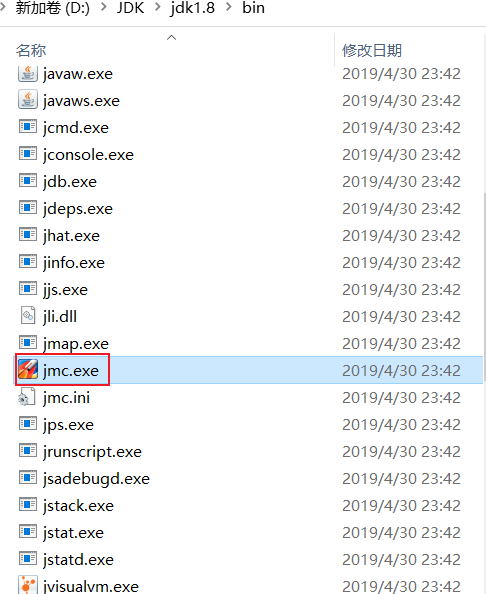 新加卷 (D:) > JDK > jdk1.8 > bin
名称 修改日期
javaw.exe 2019/4/30 23:42
javaws.exe 2019/4/30 23:42
jcmd.exe 2019/4/30 23:42
jconsole.exe 2019/4/30 23:42
jdb.exe 2019/4/30 23:42
jdeps.exe 2019/4/30 23:42
jhat.exe 2019/4/30 23:42
jinfo.exe 2019/4/30 23:42
jjs.exe 2019/4/30 23:42
jli.dll 2019/4/30 23:42
jmap.exe 2019/4/30 23:42
jmc.exe 2019/4/30 23:42
jmc.ini 2019/4/30 23:42
jps.exe 2019/4/30 23:42
jrunscript.exe 2019/4/30 23:42
jsadebugd.exe 2019/4/30 23:42
jstack.exe 2019/4/30 23:42
jstat.exe 2019/4/30 23:42
jstatd.exe 2019/4/30 23:42
jvisualvm.exe 2019/4/30 23:42